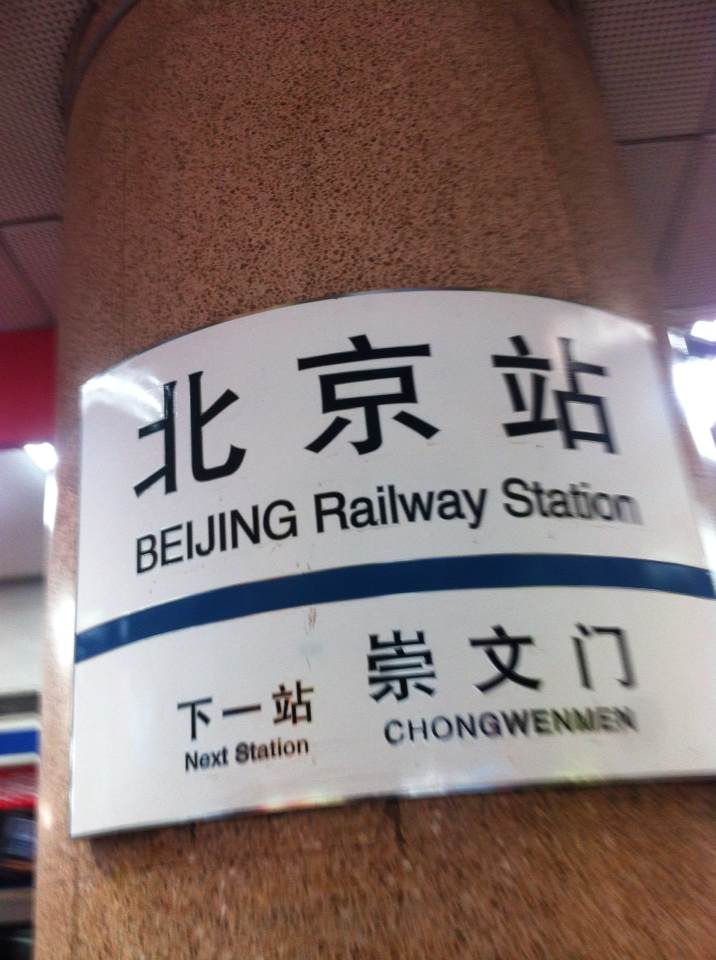 北京站
BEIJING Railway Station
下一站 崇文门
Next Station CHONGWENMEN